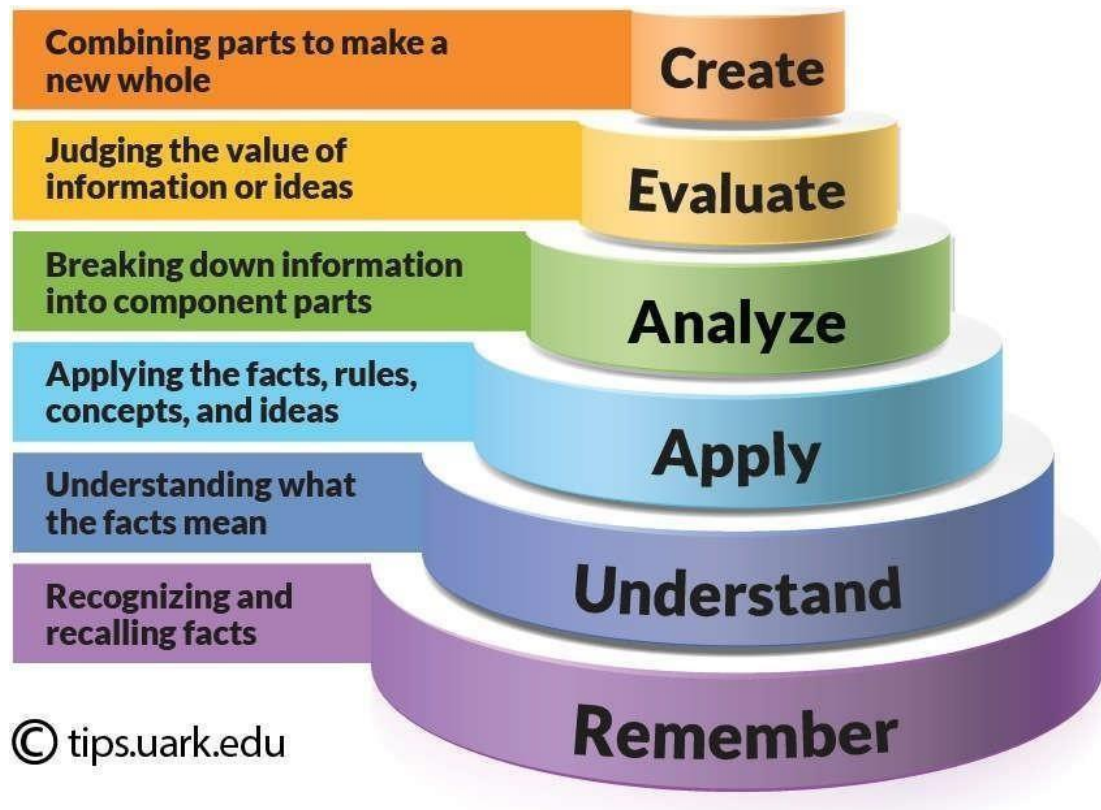 Combining parts to make a
new whole
Create
Judging the value of
information or ideas
Evaluate
Breaking down information
into component parts
Analyze
Applying the facts, rules,
concepts, and ideas
Apply
Understanding what
the facts mean
Understand
Recognizing and
recalling facts
Remember
© tips.uark.edu